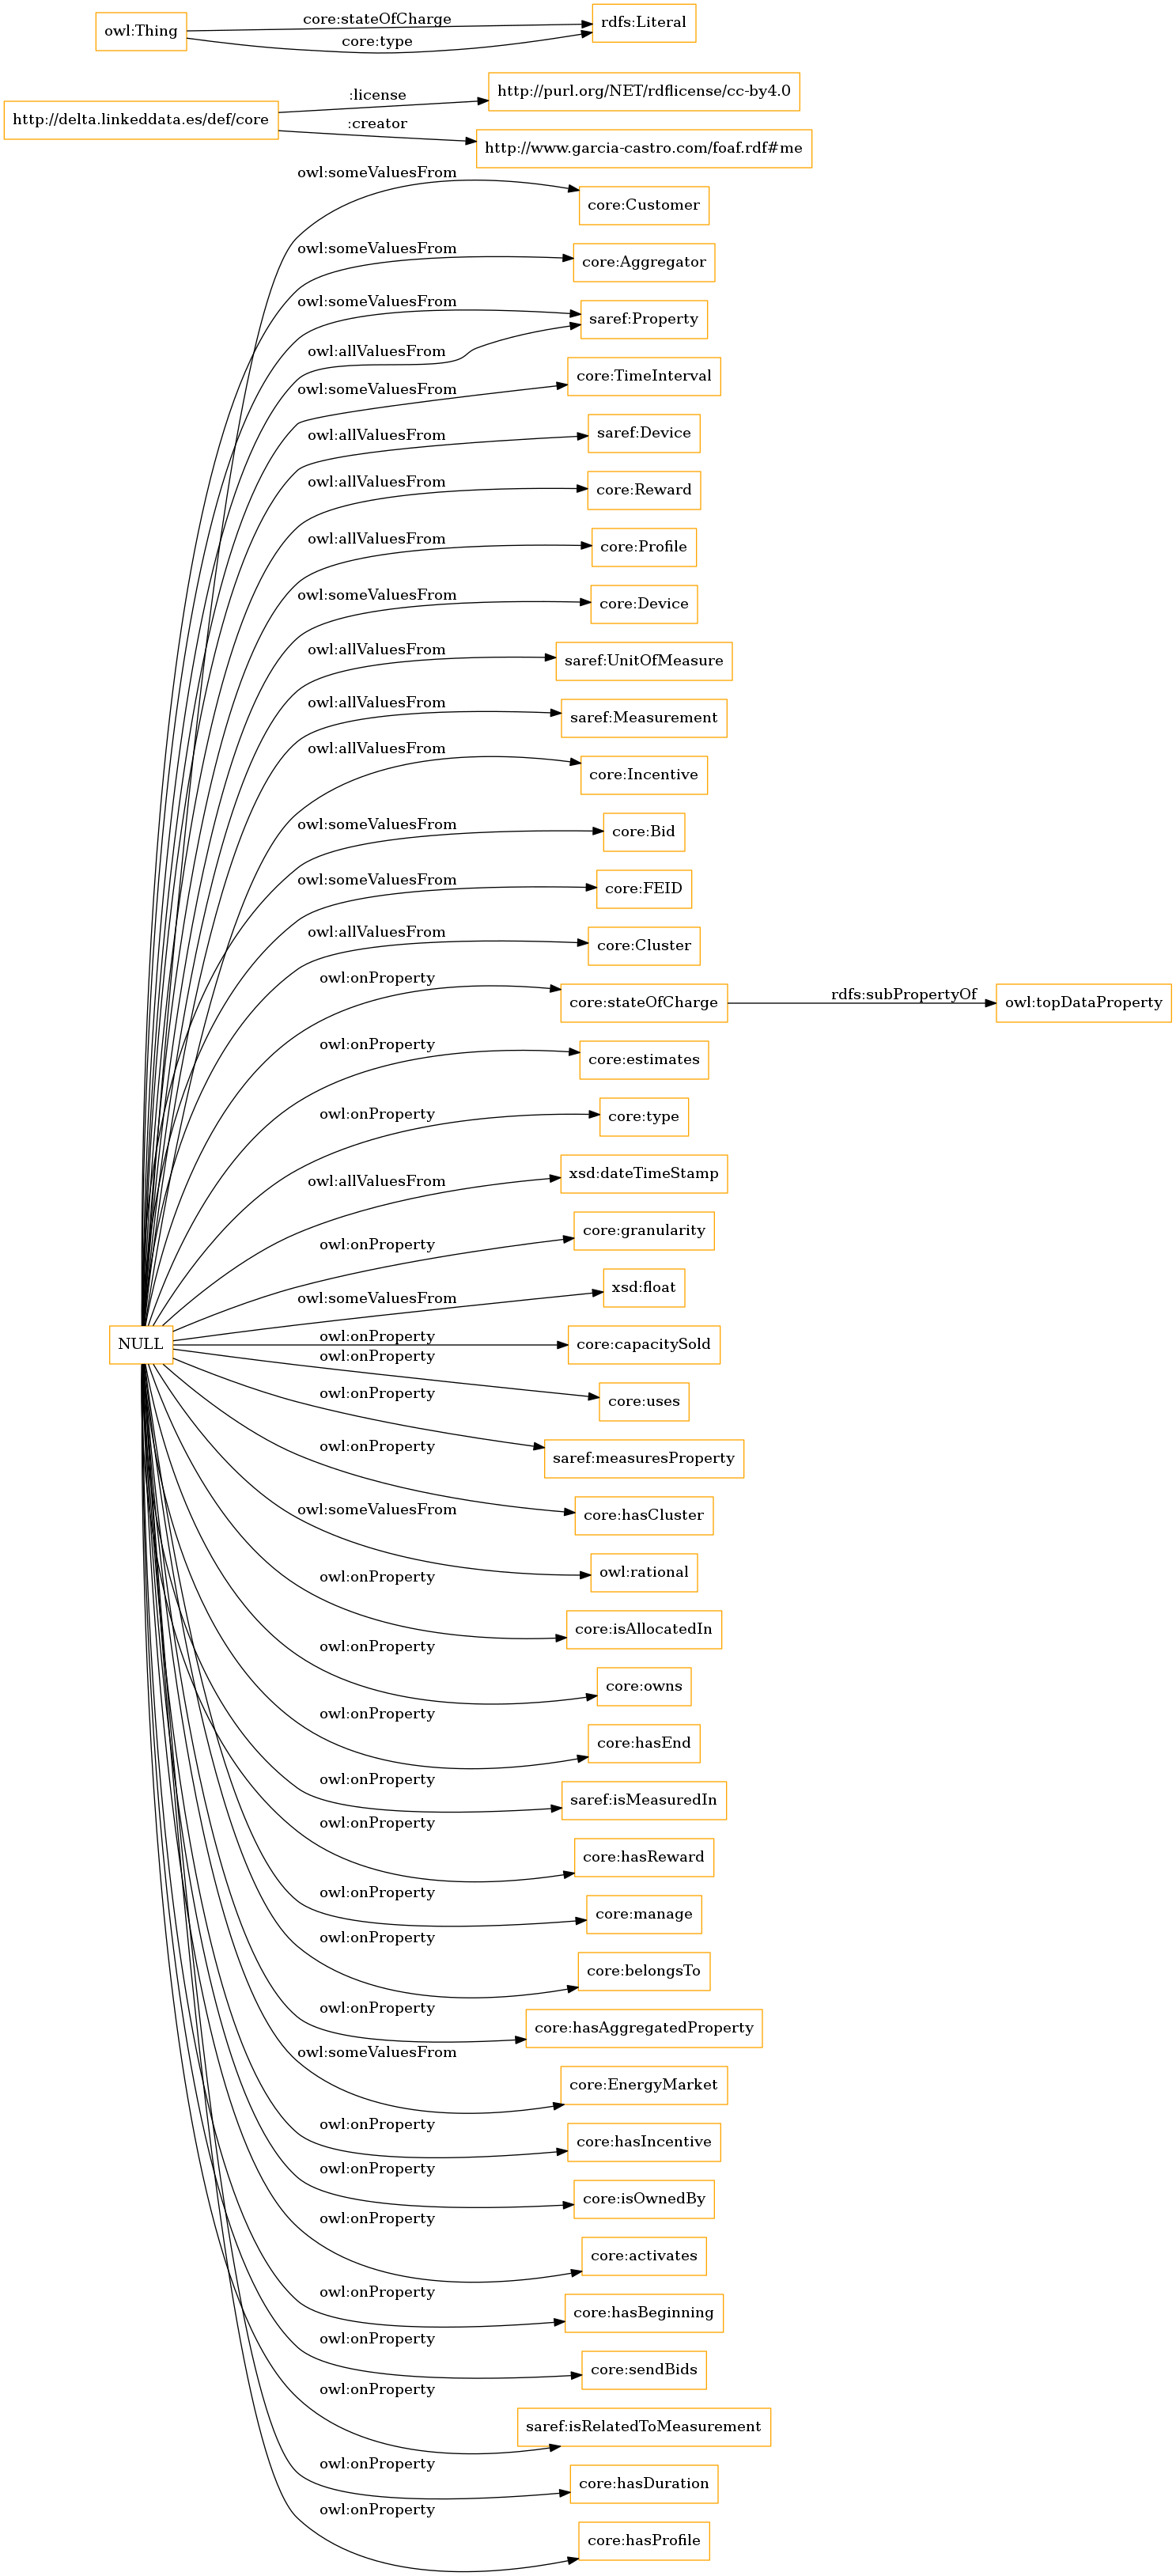 core:stateOfCharge
owl:Thing
rdfs:Literal
core:type
http://delta.linkeddata.es/def/core
:license
http://purl.org/NET/rdflicense/cc-by4.0
:creator
http://www.garcia-castro.com/foaf.rdf#me
owl:someValuesFrom
core:Customer
owl:someValuesFrom
core:Aggregator
owl:someValuesFrom
saref:Property
owl:allValuesFrom
core:TimeInterval
owl:someValuesFrom
saref:Device
owl:allValuesFrom
core:Reward
owl:allValuesFrom
core:Profile
owl:allValuesFrom
core:Device
owl:someValuesFrom
saref:UnitOfMeasure
owl:allValuesFrom
saref:Measurement
owl:allValuesFrom
core:Incentive
owl:allValuesFrom
core:Bid
owl:someValuesFrom
core:FEID
owl:someValuesFrom
core:Cluster
owl:allValuesFrom
core:stateOfCharge
owl:onProperty
rdfs:subPropertyOf
owl:topDataProperty
core:estimates
owl:onProperty
core:type
owl:onProperty
xsd:dateTimeStamp
owl:allValuesFrom
core:granularity
owl:onProperty
xsd:float
owl:someValuesFrom
NULL
owl:onProperty
core:capacitySold
owl:onProperty
core:uses
owl:onProperty
saref:measuresProperty
owl:onProperty
core:hasCluster
owl:someValuesFrom
owl:rational
owl:onProperty
core:isAllocatedIn
owl:onProperty
core:owns
owl:onProperty
core:hasEnd
owl:onProperty
saref:isMeasuredIn
owl:onProperty
core:hasReward
owl:onProperty
core:manage
owl:onProperty
core:belongsTo
owl:onProperty
core:hasAggregatedProperty
owl:someValuesFrom
core:EnergyMarket
owl:onProperty
core:hasIncentive
owl:onProperty
core:isOwnedBy
owl:onProperty
core:activates
owl:onProperty
core:hasBeginning
owl:onProperty
core:sendBids
owl:onProperty
saref:isRelatedToMeasurement
owl:onProperty
core:hasDuration
owl:onProperty
core:hasProfile